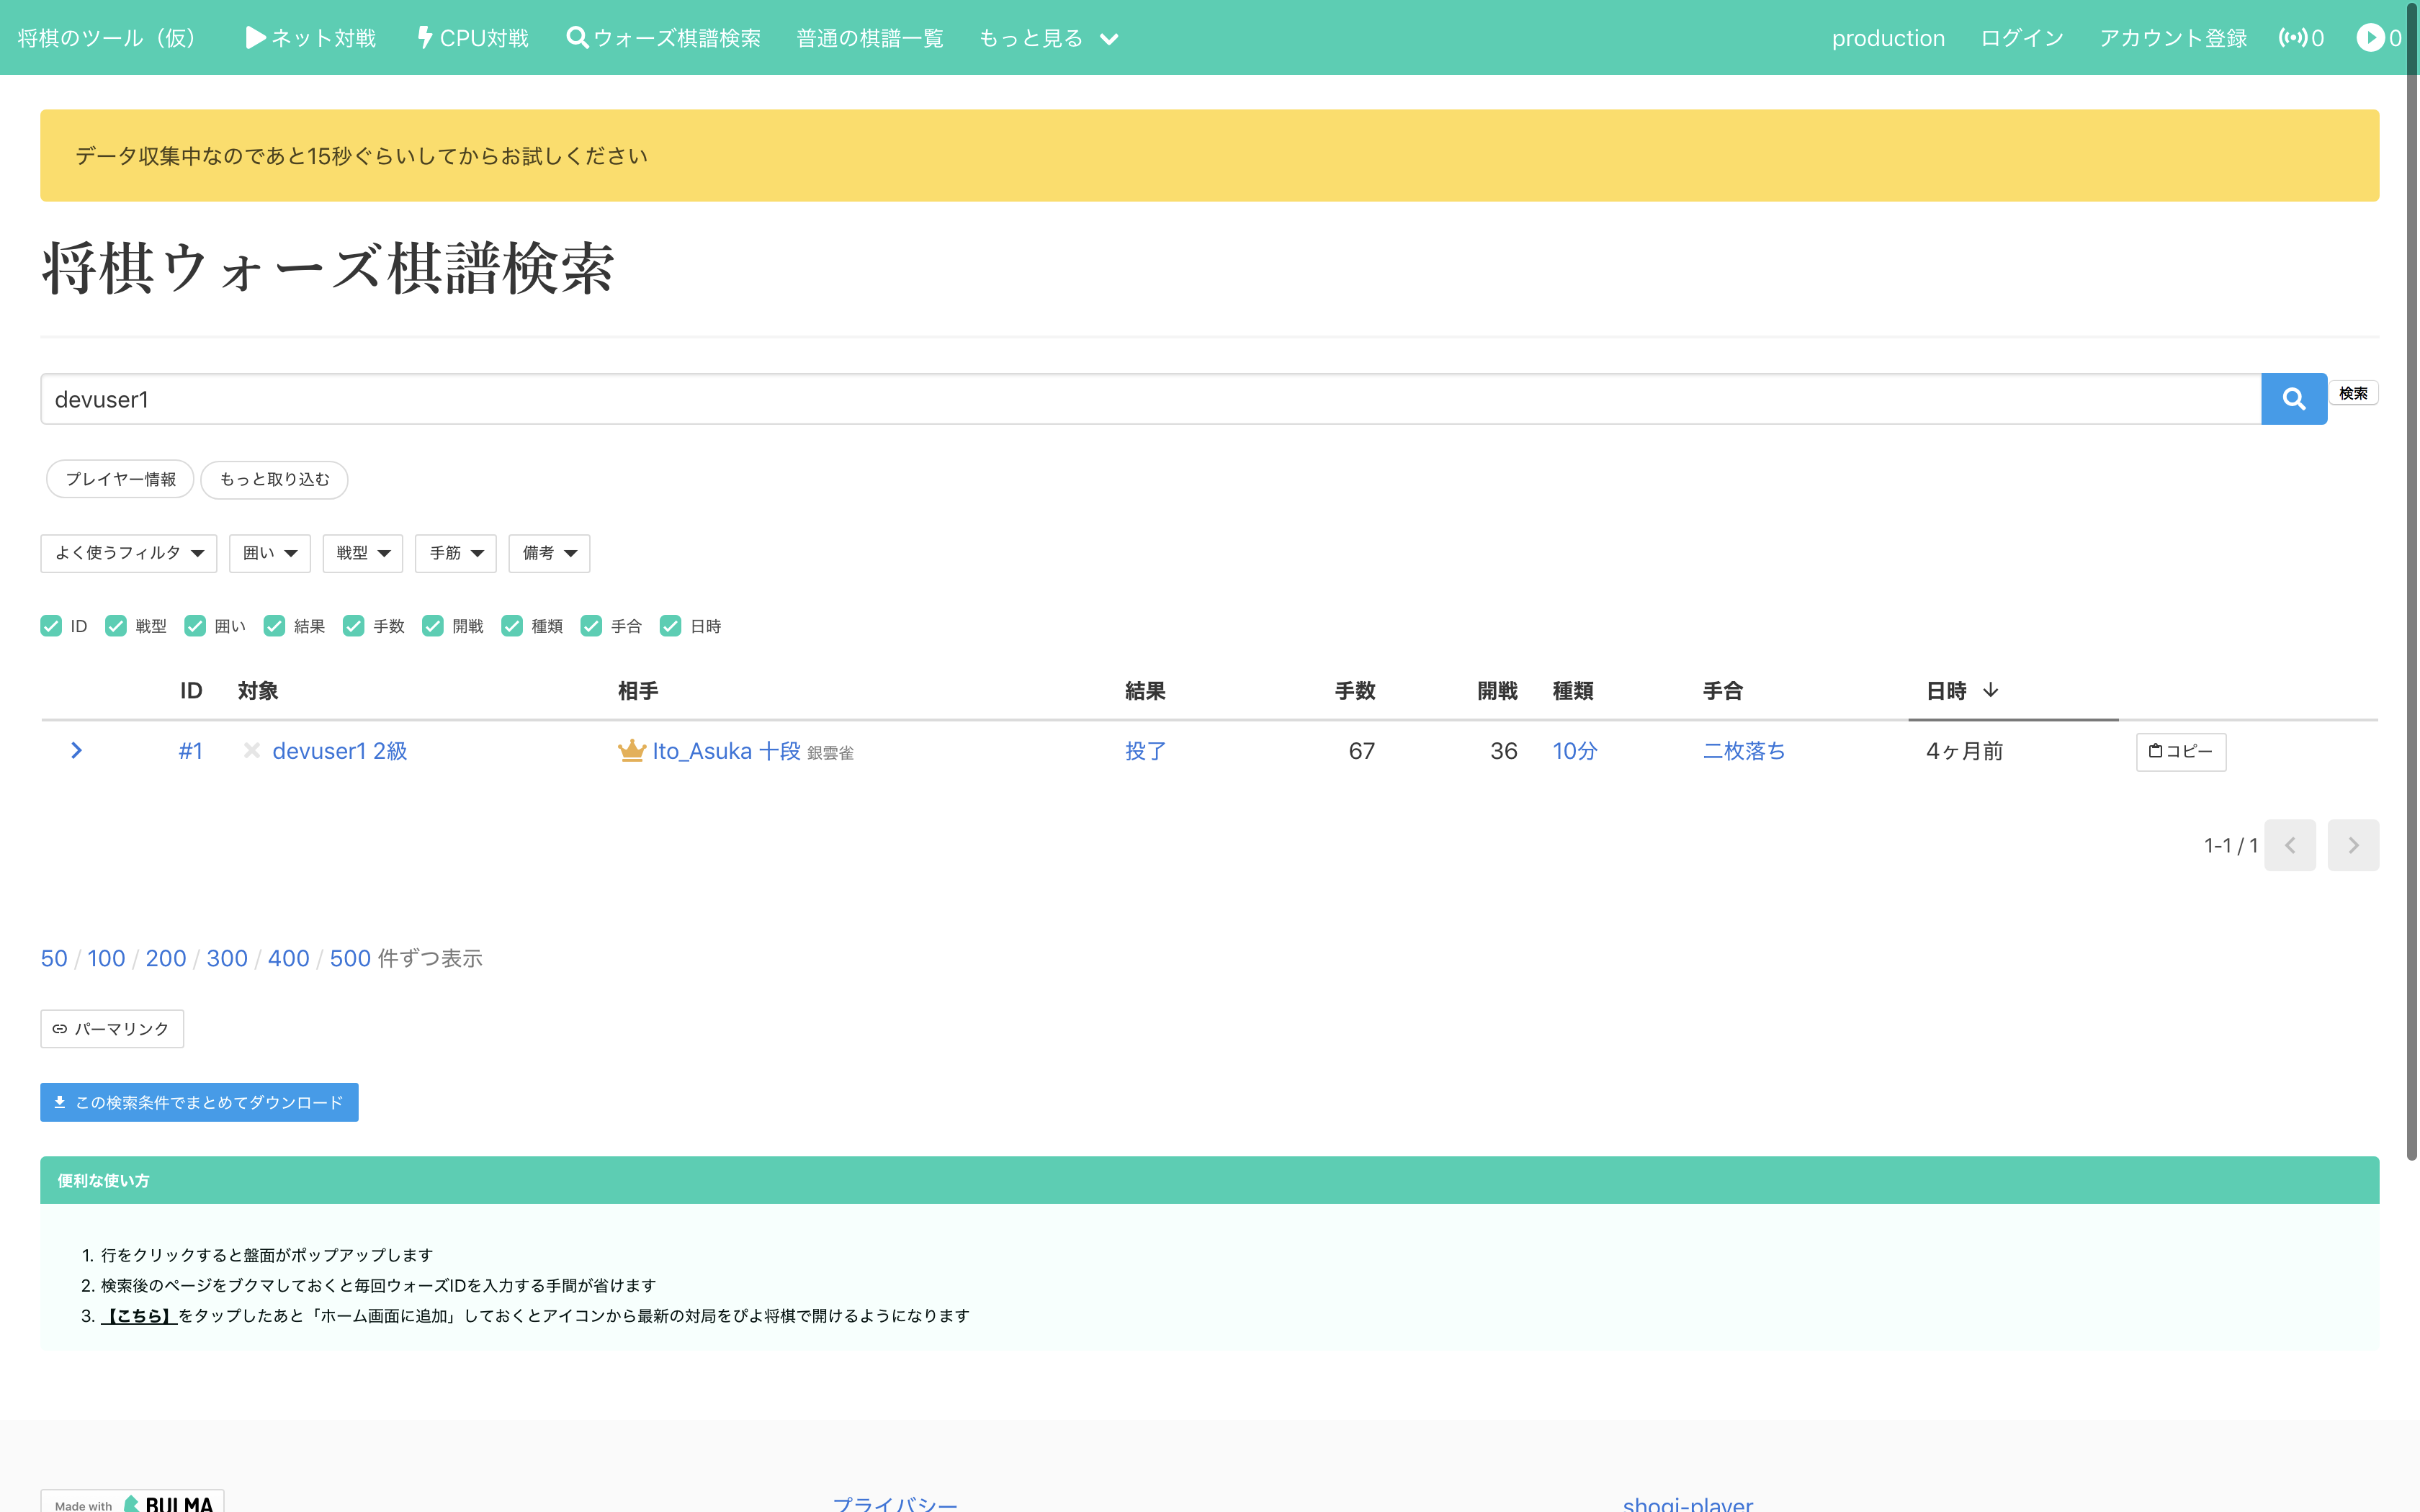 将棋のツール（仮） ネット対戦 CPU対戦 ウォーズ棋譜検索 普通の棋譜一覧 もっと見る production ログイン アカウント登録 0 0
データ収集中なのであと15秒ぐらいしてからお試しください
将棋ウォーズ棋譜検索
devuser1 検索
プレイヤー情報 もっと取り込む
よく使うフィルタ 囲い 戦型 手筋 備考
ID 戦型 囲い 結果 手数 開戦 種類 手合 日時
ID 対象 相手 結果 手数 開戦 種類 手合 日時
#1 devuser1 2級 Ito_Asuka 十段 銀雲雀 投了 67 36 10分 二枚落ち 4ヶ月前 コピー
1-1 / 1
50 / 100 / 200 / 300 / 400 / 500 件ずつ表示
パーマリンク
この検索条件でまとめてダウンロード
便利な使い方
1. 行をクリックすると盤面がポップアップします
2. 検索後のページをブクマしておくと毎回ウォーズIDを入力する手間が省けます
3. 【こちら】をタップしたあと「ホーム画面に追加」しておくとアイコンから最新の対局をぴよ将棋で開けるようになります
Made with BULMA プライバシー shogi-player